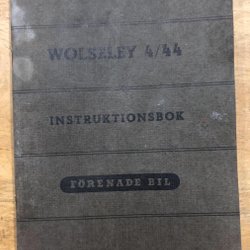 WOLSELEY 4/44
INSTRUKTIONSBOK
FÖRENADE BIL